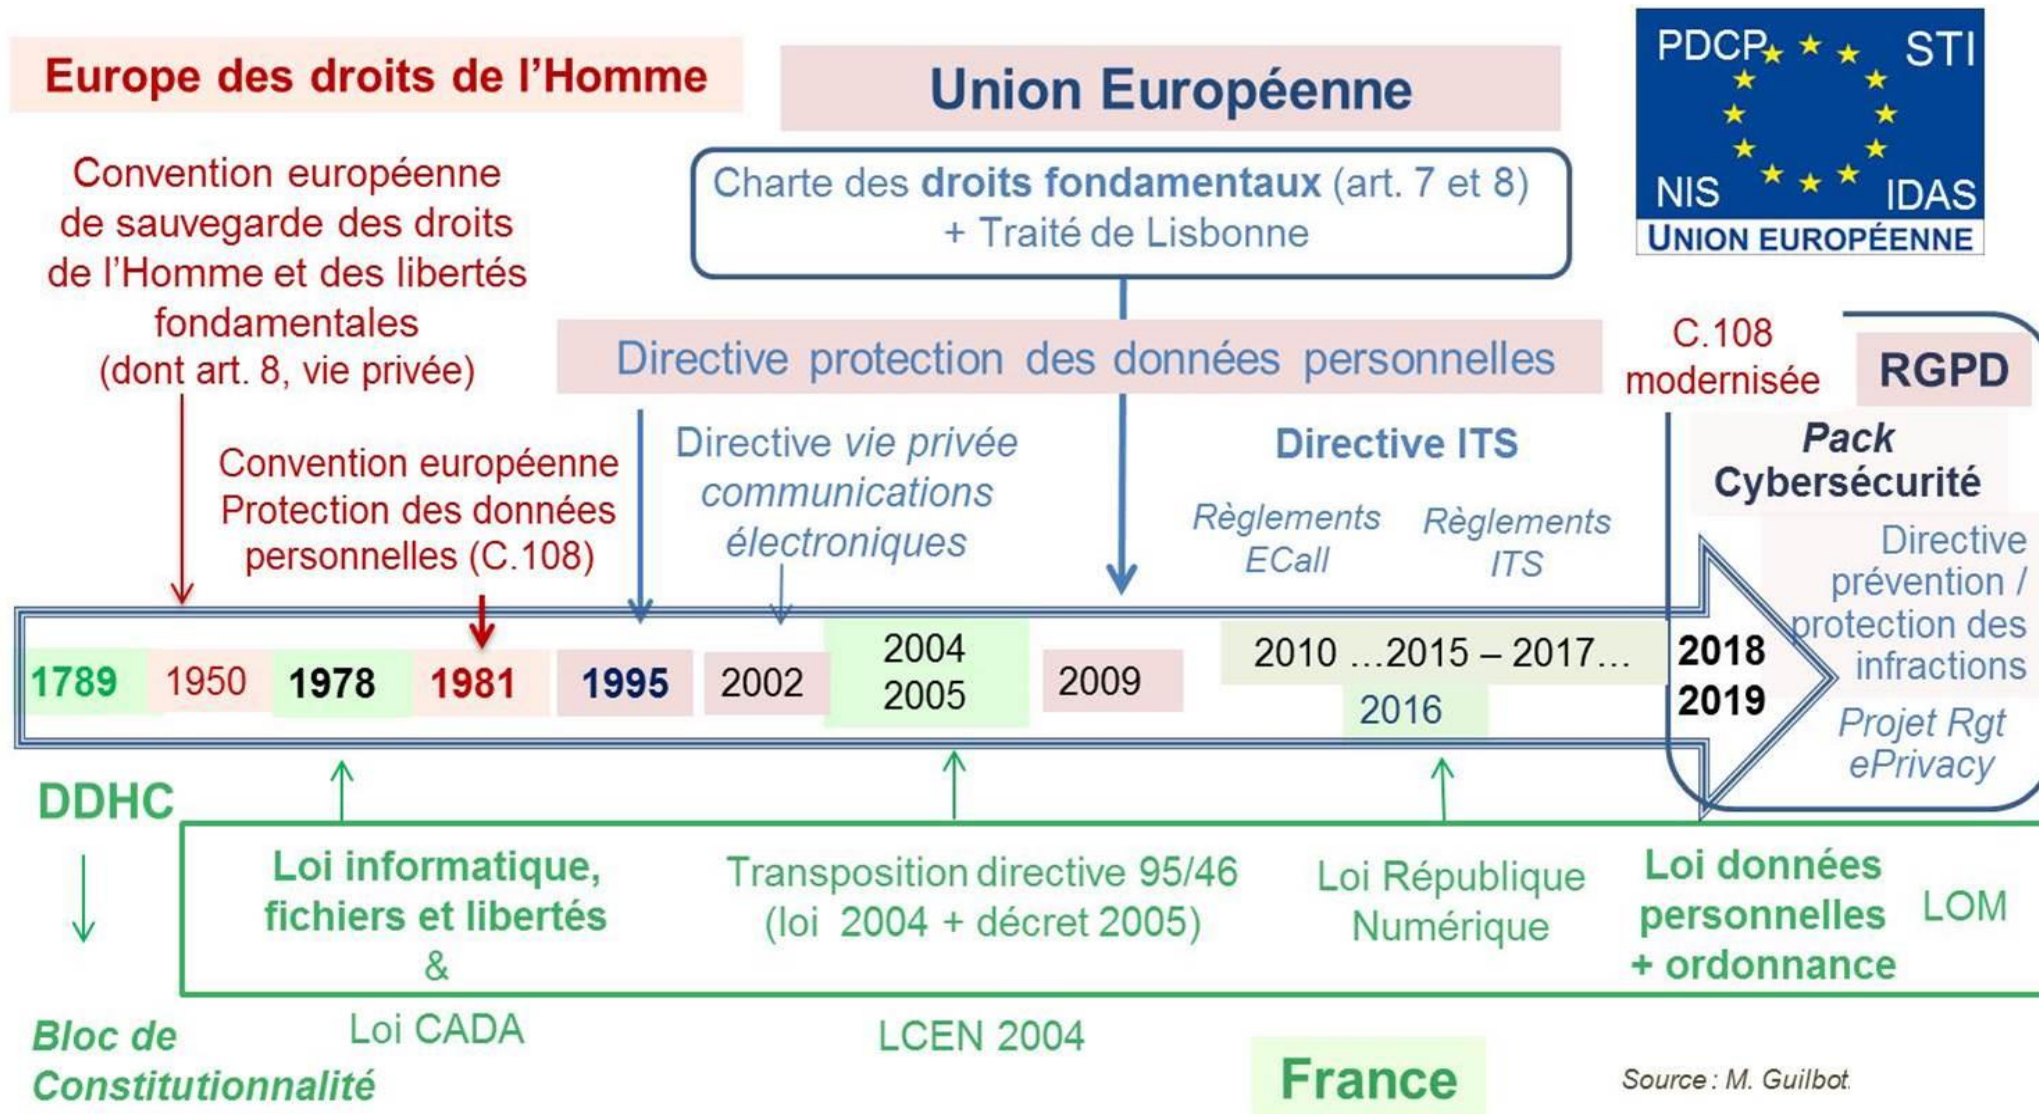 Europe des droits de l'Homme
Union Européenne
PDCP
STI
NIS
IDAS
UNION EUROPÉENNE
Convention européenne
de sauvegarde des droits
de l'Homme et des libertés
fondamentales
(dont art. 8, vie privée)
Charte des droits fondamentaux (art. 7 et 8)
+ Traité de Lisbonne
Directive protection des données personnelles
C.108
modernisée
RGPD
Convention européenne
Protection des données
personnelles (C.108)
Directive vie privée
communications
électroniques
Directive ITS
Règlements
ECall
Règlements
ITS
Pack
Cybersécurité
Directive
prévention /
protection des
infractions
Projet Rgt
ePrivacy
1789
1950
1978
1981
1995
2002
2004
2005
2009
2010 ...2015 – 2017...
2016
2018
2019
DDHC
Loi informatique,
fichiers et libertés
&
Loi CADA
Transposition directive 95/46
(loi 2004 + décret 2005)
LCEN 2004
Loi République
Numérique
Loi données
personnelles
+ ordonnance
LOM
Bloc de
Constitutionnalité
France
Source : M. Guilbot.